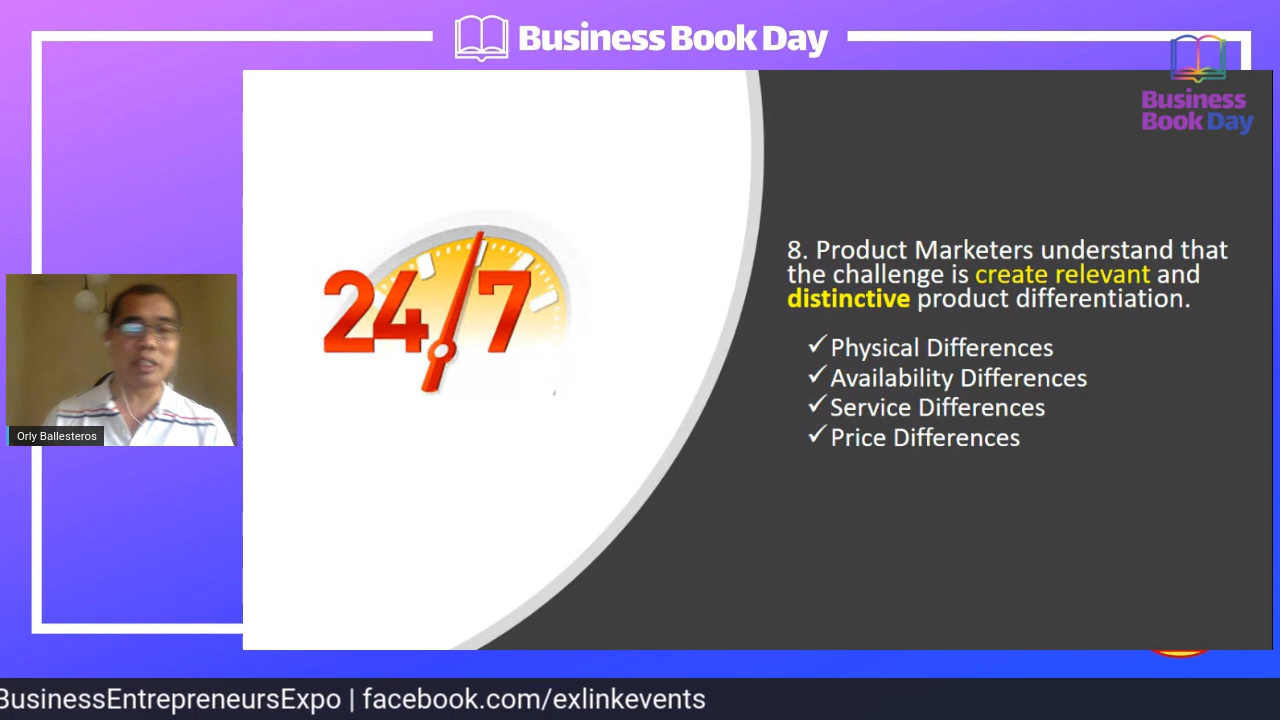 Business Book Day
Business
Book Day
24/7
8. Product Marketers understand that
the challenge is create relevant and
distinctive product differentiation.
✓Physical Differences
✓Availability Differences
✓Service Differences
✓Price Differences
Orly Ballesteros
BusinessEntrepreneursExpo | facebook.com/exlinkevents